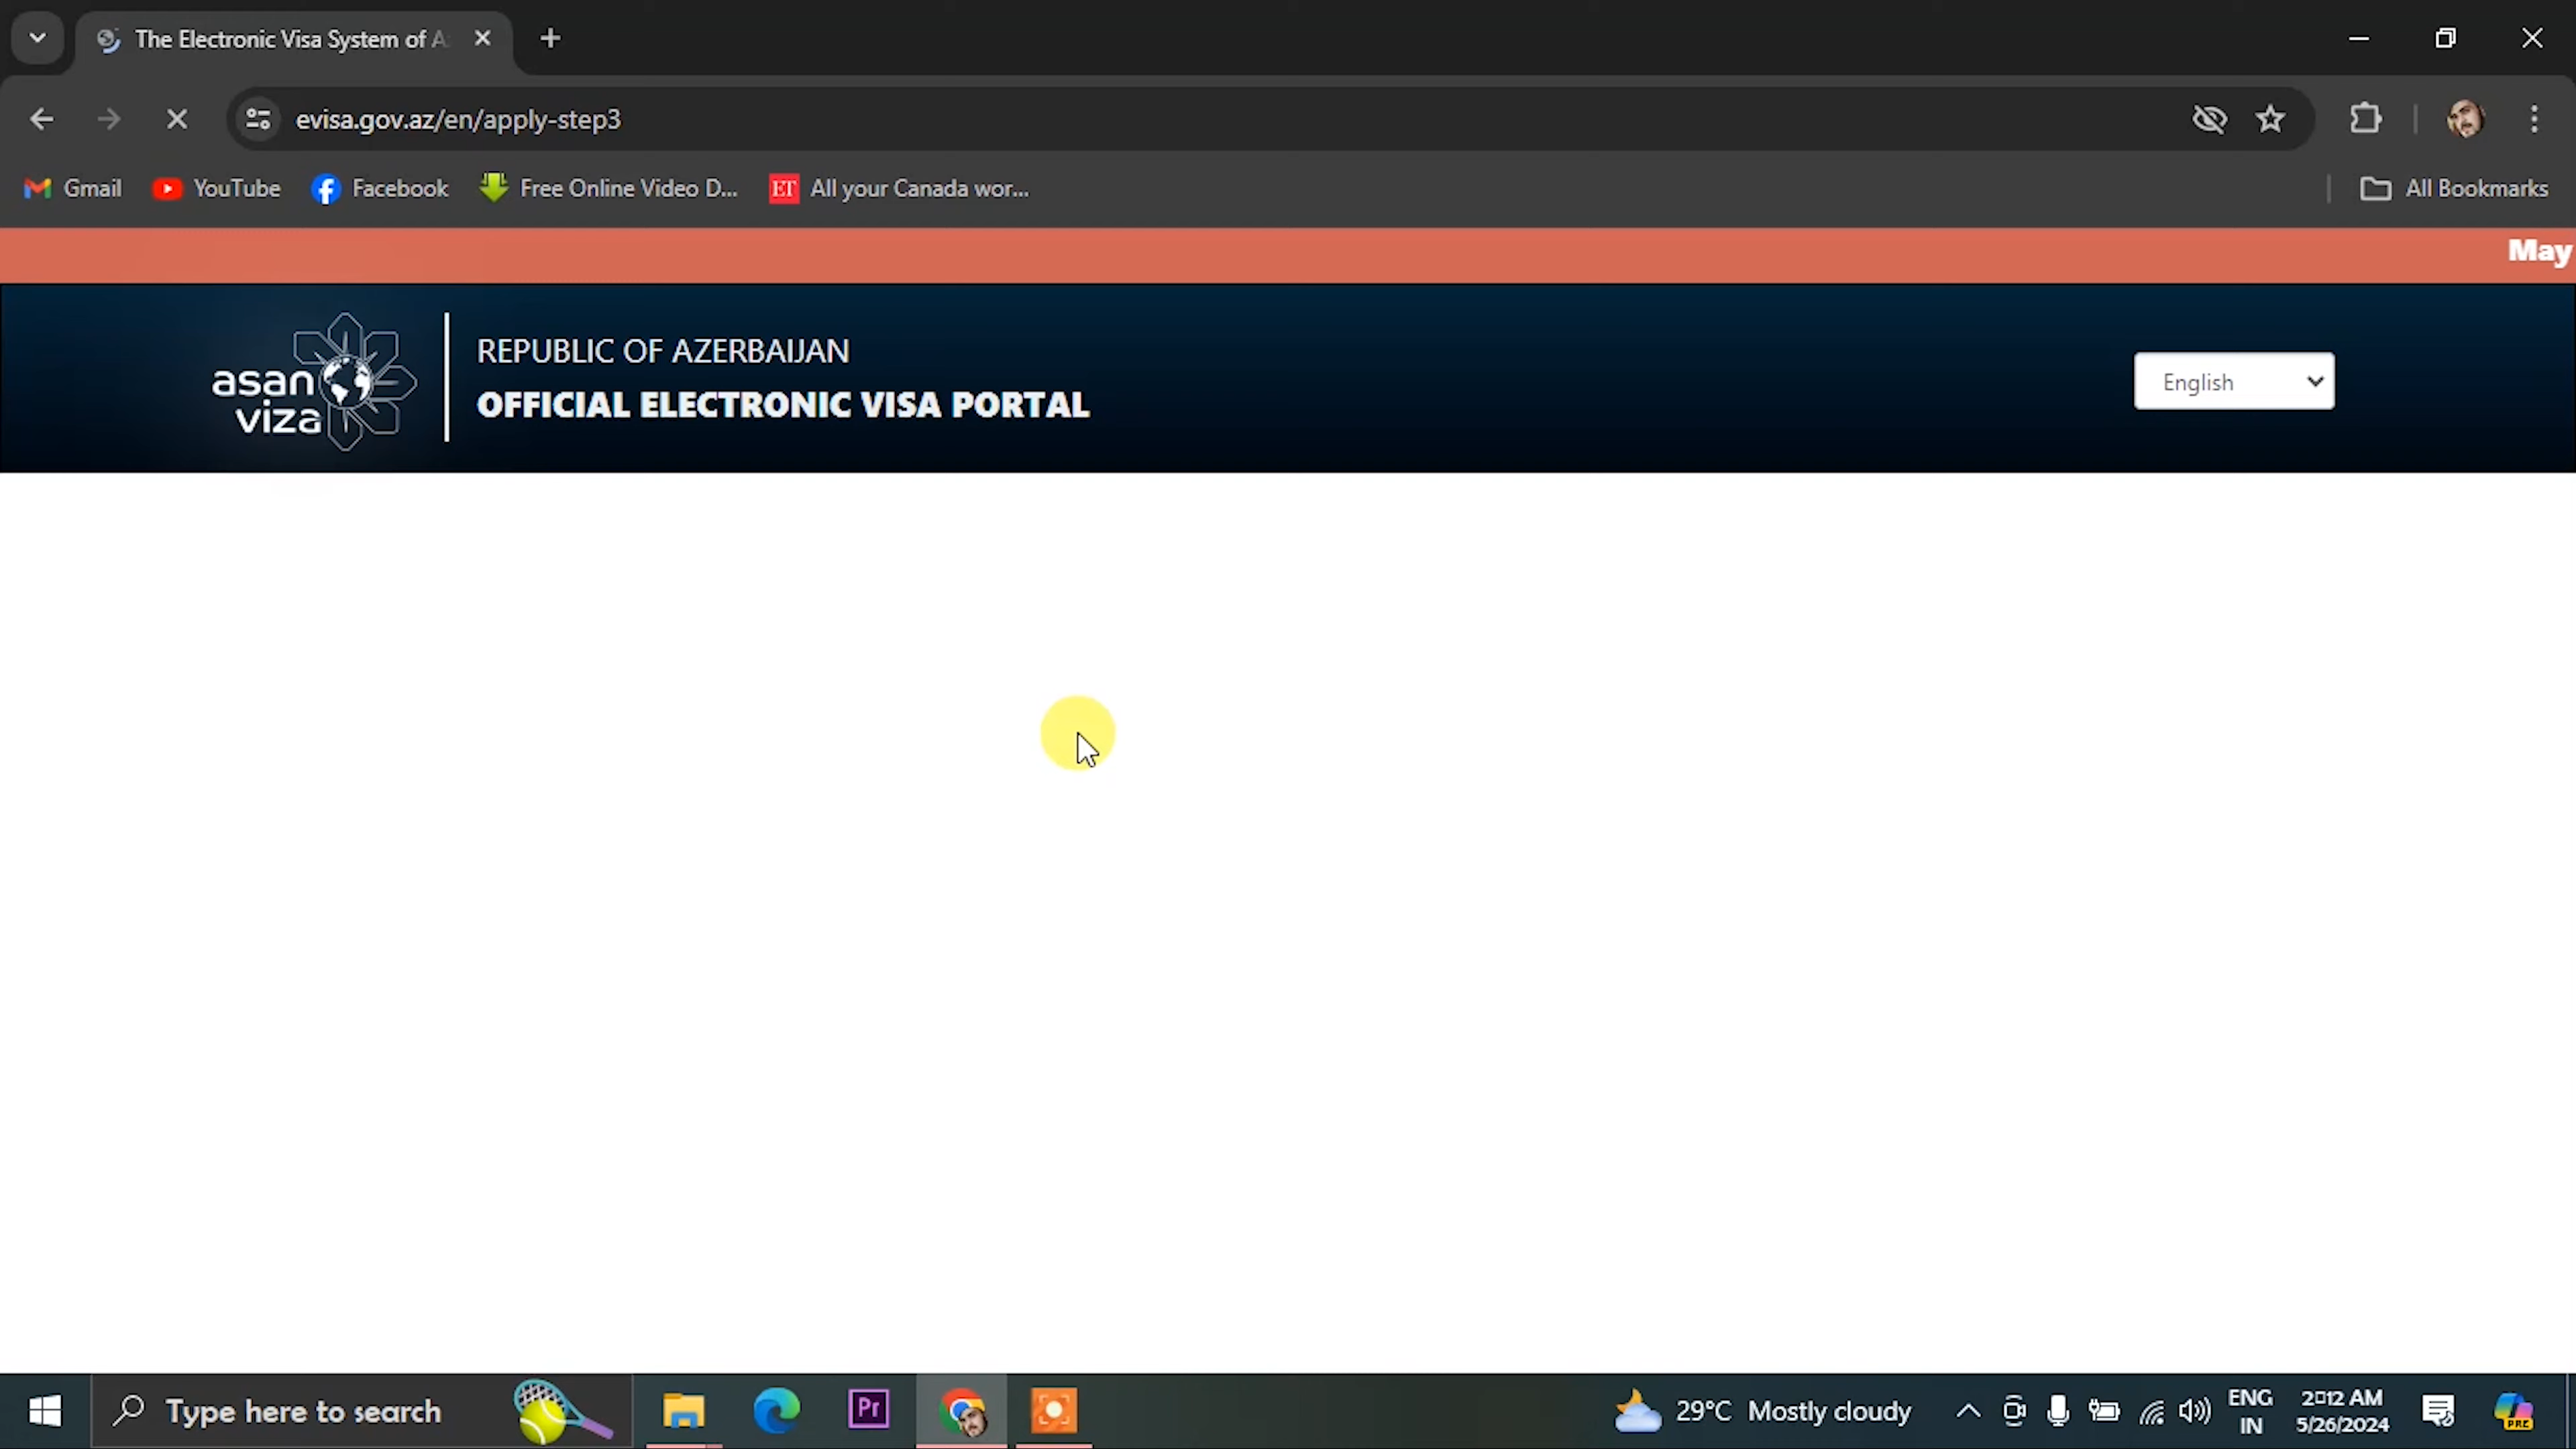 The Electronic Visa System of A
evisa.gov.az/en/apply-step3
Gmail
YouTube
Facebook
Free Online Video D...
ET
All your Canada wor...
All Bookmarks
May
asan
viza
REPUBLIC OF AZERBAIJAN
OFFICIAL ELECTRONIC VISA PORTAL
English
Type here to search
Pr
29°C Mostly cloudy
ENG
IN
2▯12 AM
5/26/2024
PRE